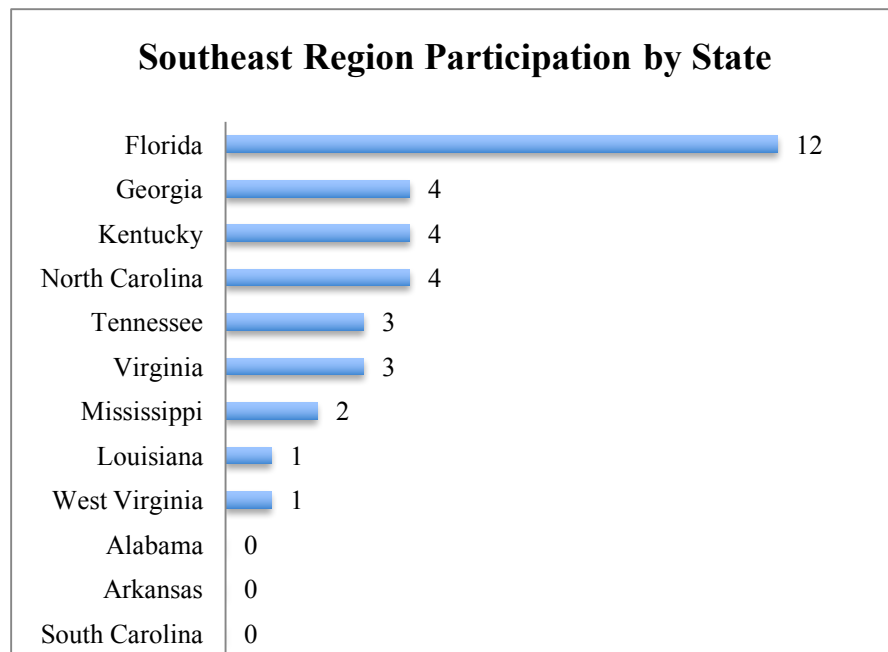 Southeast Region Participation by State
Florida 12
Georgia 4
Kentucky 4
North Carolina 4
Tennessee 3
Virginia 3
Mississippi 2
Louisiana 1
West Virginia 1
Alabama 0
Arkansas 0
South Carolina 0